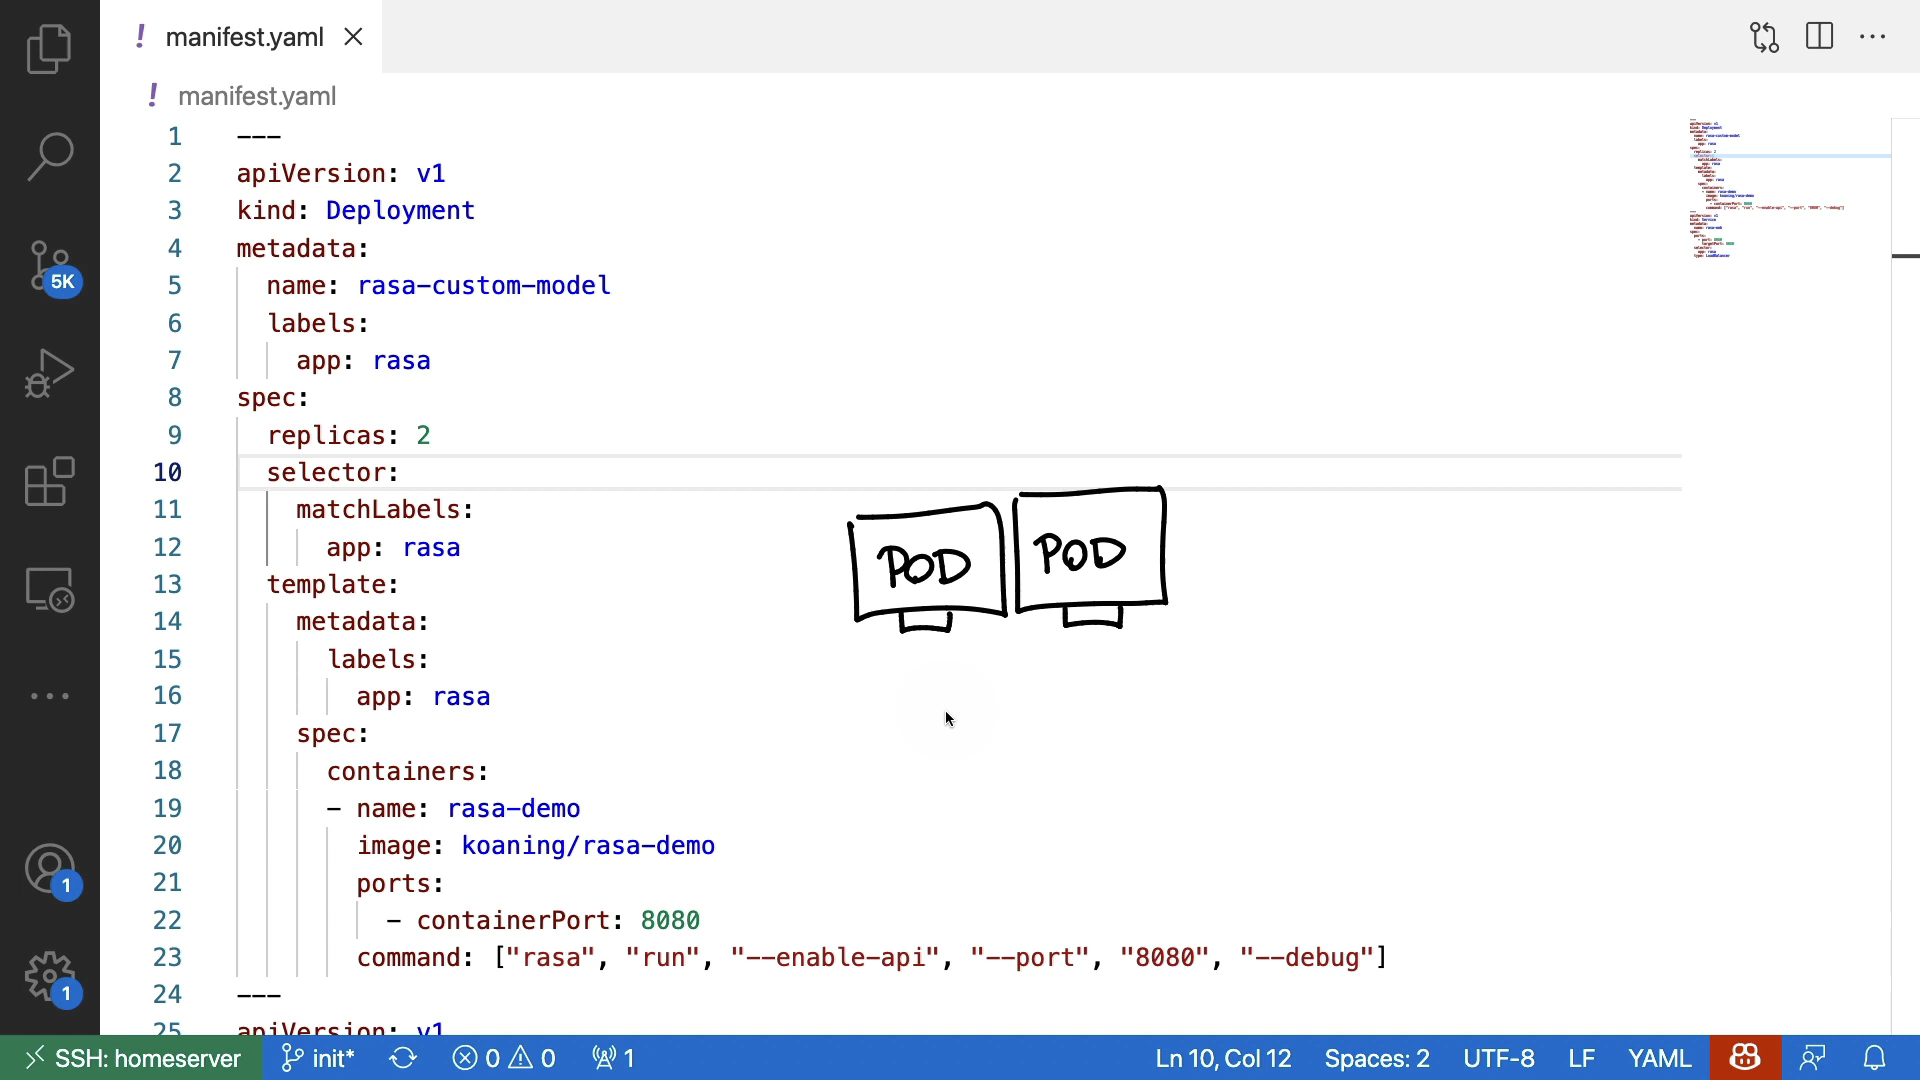 manifest.yaml
manifest.yaml
1 ---
2 apiVersion: v1
3 kind: Deployment
4 metadata:
5 name: rasa-custom-model
6 labels:
7 app: rasa
8 spec:
9 replicas: 2
10 selector:
11 matchLabels:
12 app: rasa
13 template:
14 metadata:
15 labels:
16 app: rasa
17 spec:
18 containers:
19 - name: rasa-demo
20 image: koaning/rasa-demo
21 ports:
22 - containerPort: 8080
23 command: ["rasa", "run", "--enable-api", "--port", "8080", "--debug"]
24 ---
25 apiVersion: v1
POD POD
5K
1
1
SSH: homeserver init* 0 0 1 Ln 10, Col 12 Spaces: 2 UTF-8 LF YAML